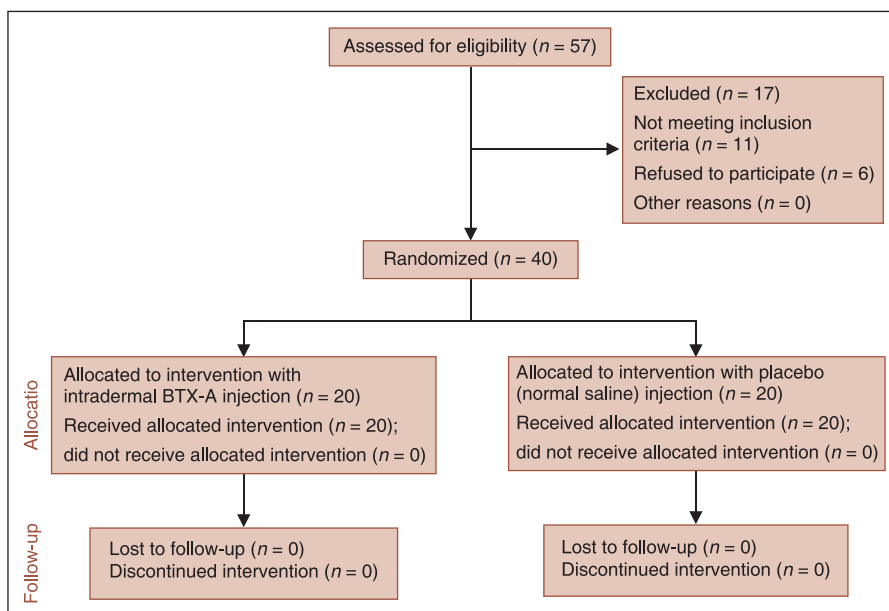 Assessed for eligibility (n = 57)
Excluded (n = 17)
Not meeting inclusion
criteria (n = 11)
Refused to participate (n = 6)
Other reasons (n = 0)
Randomized (n = 40)
Allocatio
Allocated to intervention with
intradermal BTX-A injection (n = 20)
Received allocated intervention (n = 20);
did not receive allocated intervention (n = 0)
Allocated to intervention with placebo
(normal saline) injection (n = 20)
Received allocated intervention (n = 20);
did not receive allocated intervention (n = 0)
Follow-up
Lost to follow-up (n = 0)
Discontinued intervention (n = 0)
Lost to follow-up (n = 0)
Discontinued intervention (n = 0)